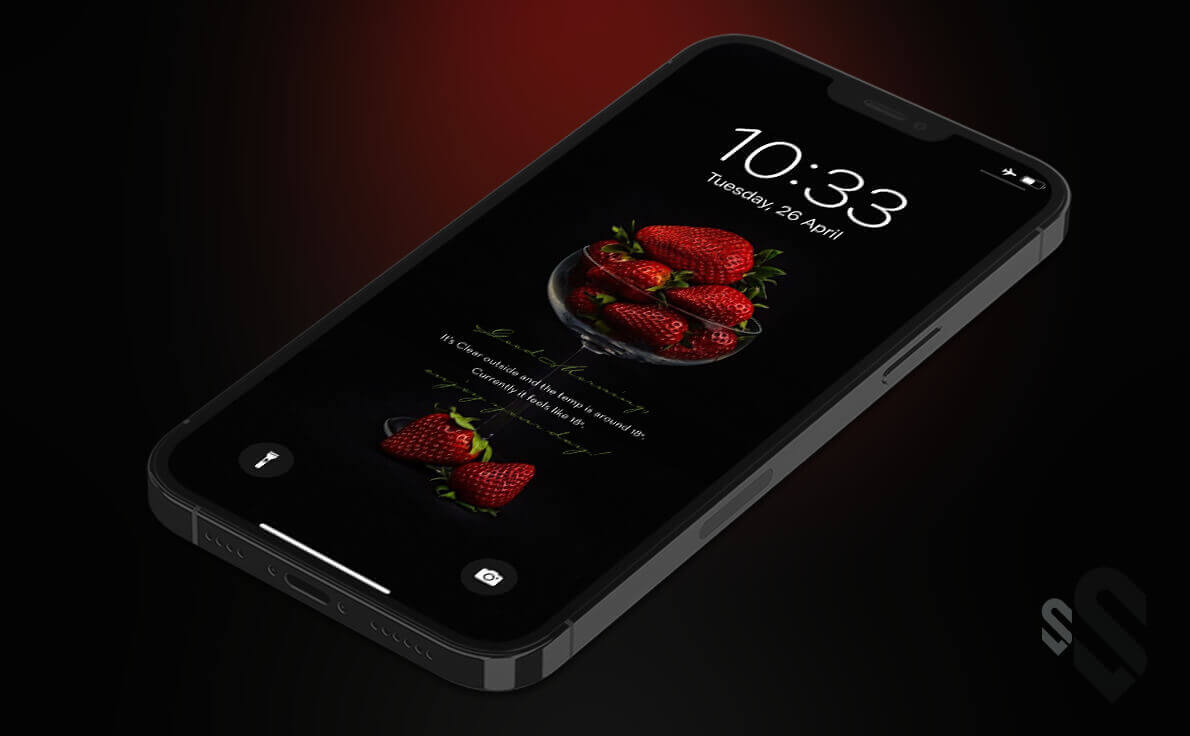 10:33
Tuesday, 26 April
Good Morning,
It's Clear outside and the temp is around 18°.
Currently it feels like 18°.
enjoy your day!